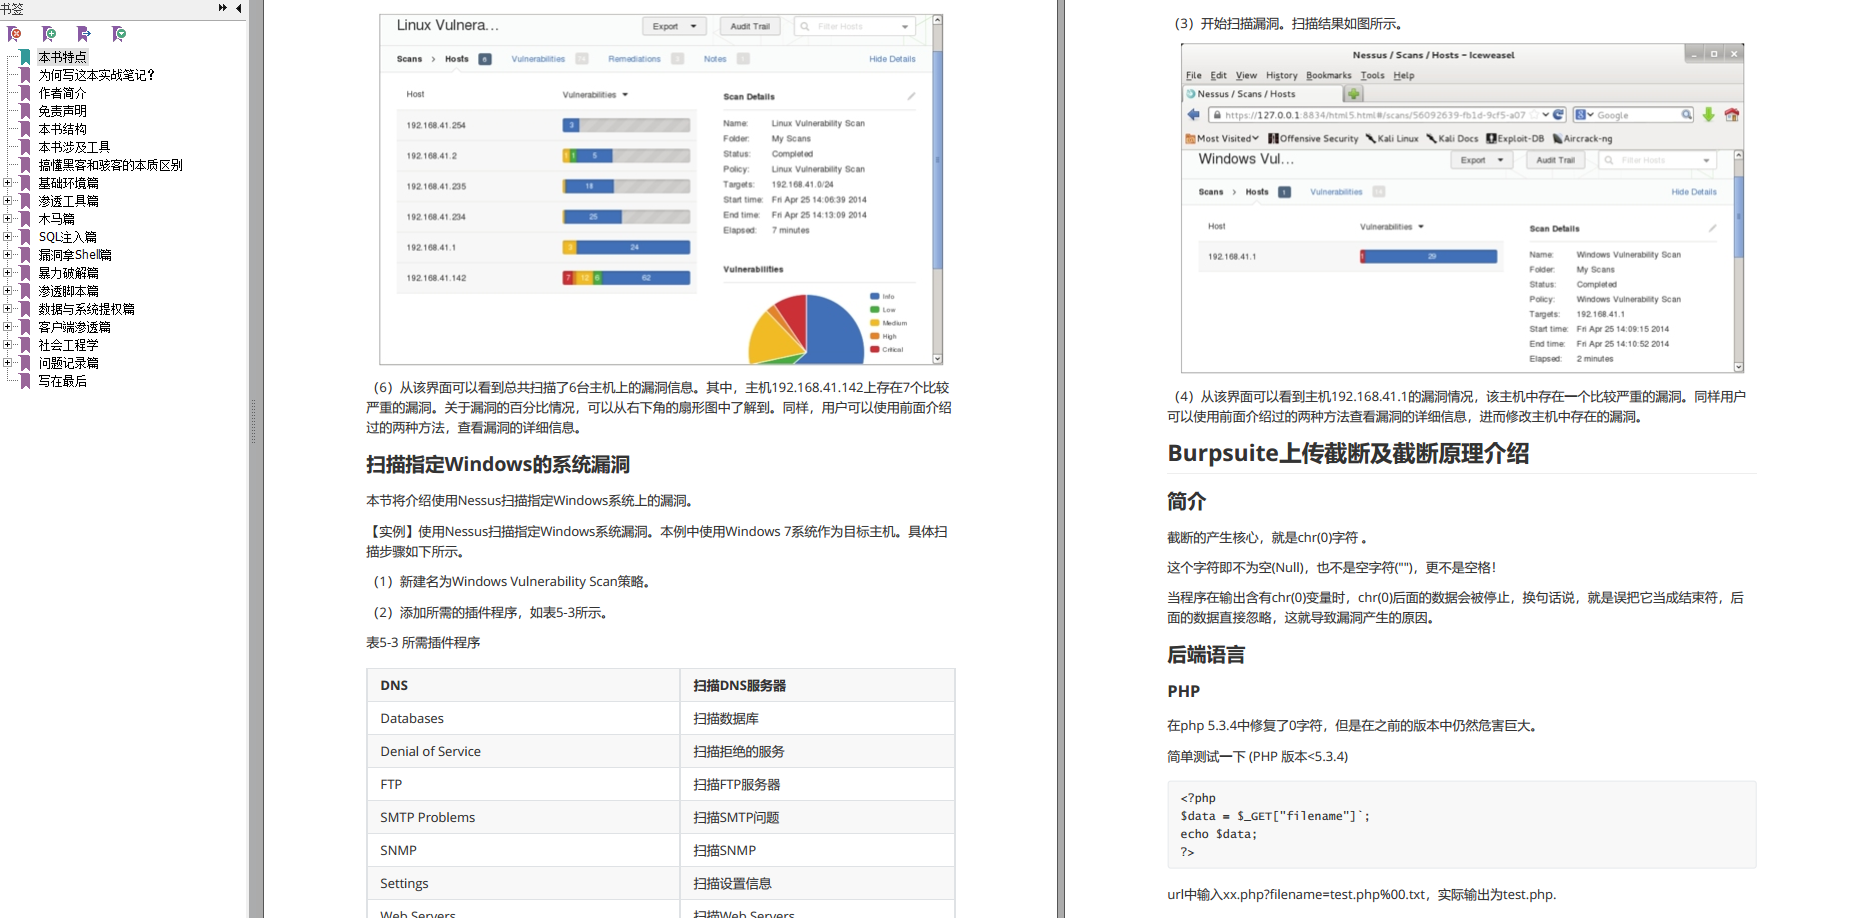 书签
本书特点
为何写这本实战笔记？
作者简介
免责声明
本书结构
本书涉及工具
搞懂黑客和骇客的本质区别
基础环境篇
渗透工具篇
木马篇
SQL注入篇
漏洞拿Shell篇
暴力破解篇
渗透脚本篇
数据与系统提权篇
客户端渗透篇
社会工程学
问题记录篇
写在最后
Linux Vulnera... Export Audit Trail Filter Hosts
Scans > Hosts 6 Vulnerabilities Remediations Notes Hide Details
Host Vulnerabilities
192.168.41.254 3
192.168.41.2 1 1 5
192.168.41.235 18
192.168.41.234 25
192.168.41.1 3 24
192.168.41.142 7 12 6 62
Scan Details
Name: Linux Vulnerability Scan
Folder: My Scans
Status: Completed
Policy: Linux Vulnerability Scan
Targets: 192.168.41.0/24
Start time: Fri Apr 25 14:06:39 2014
End time: Fri Apr 25 14:13:09 2014
Elapsed: 7 minutes
Vulnerabilities
Info
Low
Medium
High
Critical
（6）从该界面可以看到总共扫描了6台主机上的漏洞信息。其中，主机192.168.41.142上存在7个比较
严重的漏洞。关于漏洞的百分比情况，可以从右下角的扇形图中了解到。同样，用户可以使用前面介绍
过的两种方法，查看漏洞的详细信息。
扫描指定Windows的系统漏洞
本节将介绍使用Nessus扫描指定Windows系统上的漏洞。
【实例】使用Nessus扫描指定Windows系统漏洞。本例中使用Windows 7系统作为目标主机。具体扫
描步骤如下所示。
（1）新建名为Windows Vulnerability Scan策略。
（2）添加所需的插件程序，如表5-3所示。
表5-3 所需插件程序
DNS 扫描DNS服务器
Databases 扫描数据库
Denial of Service 扫描拒绝的服务
FTP 扫描FTP服务器
SMTP Problems 扫描SMTP问题
SNMP 扫描SNMP
Settings 扫描设置信息
Web Servers 扫描Web Servers
（3）开始扫描漏洞。扫描结果如图所示。
Nessus / Scans / Hosts - Iceweasel
File Edit View History Bookmarks Tools Help
Nessus / Scans / Hosts
https://127.0.0.1:8834/html5.html#/scans/56092639-fb1d-9cf5-a07 Google
Most Visited Offensive Security Kali Linux Kali Docs Exploit-DB Aircrack-ng
Windows Vul... Export Audit Trail Filter Hosts
Scans > Hosts 1 Vulnerabilities Hide Details
Host Vulnerabilities
192.168.41.1 1 29
Scan Details
Name: Windows Vulnerability Scan
Folder: My Scans
Status: Completed
Policy: Windows Vulnerability Scan
Targets: 192.168.41.1
Start time: Fri Apr 25 14:09:15 2014
End time: Fri Apr 25 14:10:52 2014
Elapsed: 2 minutes
（4）从该界面可以看到主机192.168.41.1的漏洞情况，该主机中存在一个比较严重的漏洞。同样用户
可以使用前面介绍过的两种方法查看漏洞的详细信息，进而修改主机中存在的漏洞。
Burpsuite上传截断及截断原理介绍
简介
截断的产生核心，就是chr(0)字符 。
这个字符即不为空(Null)，也不是空字符("")，更不是空格！
当程序在输出含有chr(0)变量时，chr(0)后面的数据会被停止，换句话说，就是误把它当成结束符，后
面的数据直接忽略，这就导致漏洞产生的原因。
后端语言
PHP
在php 5.3.4中修复了0字符，但是在之前的版本中仍然危害巨大。
简单测试一下 (PHP 版本<5.3.4)
<?php
$data = $_GET["filename"]`;
echo $data;
?>
url中输入xx.php?filename=test.php%00.txt，实际输出为test.php.